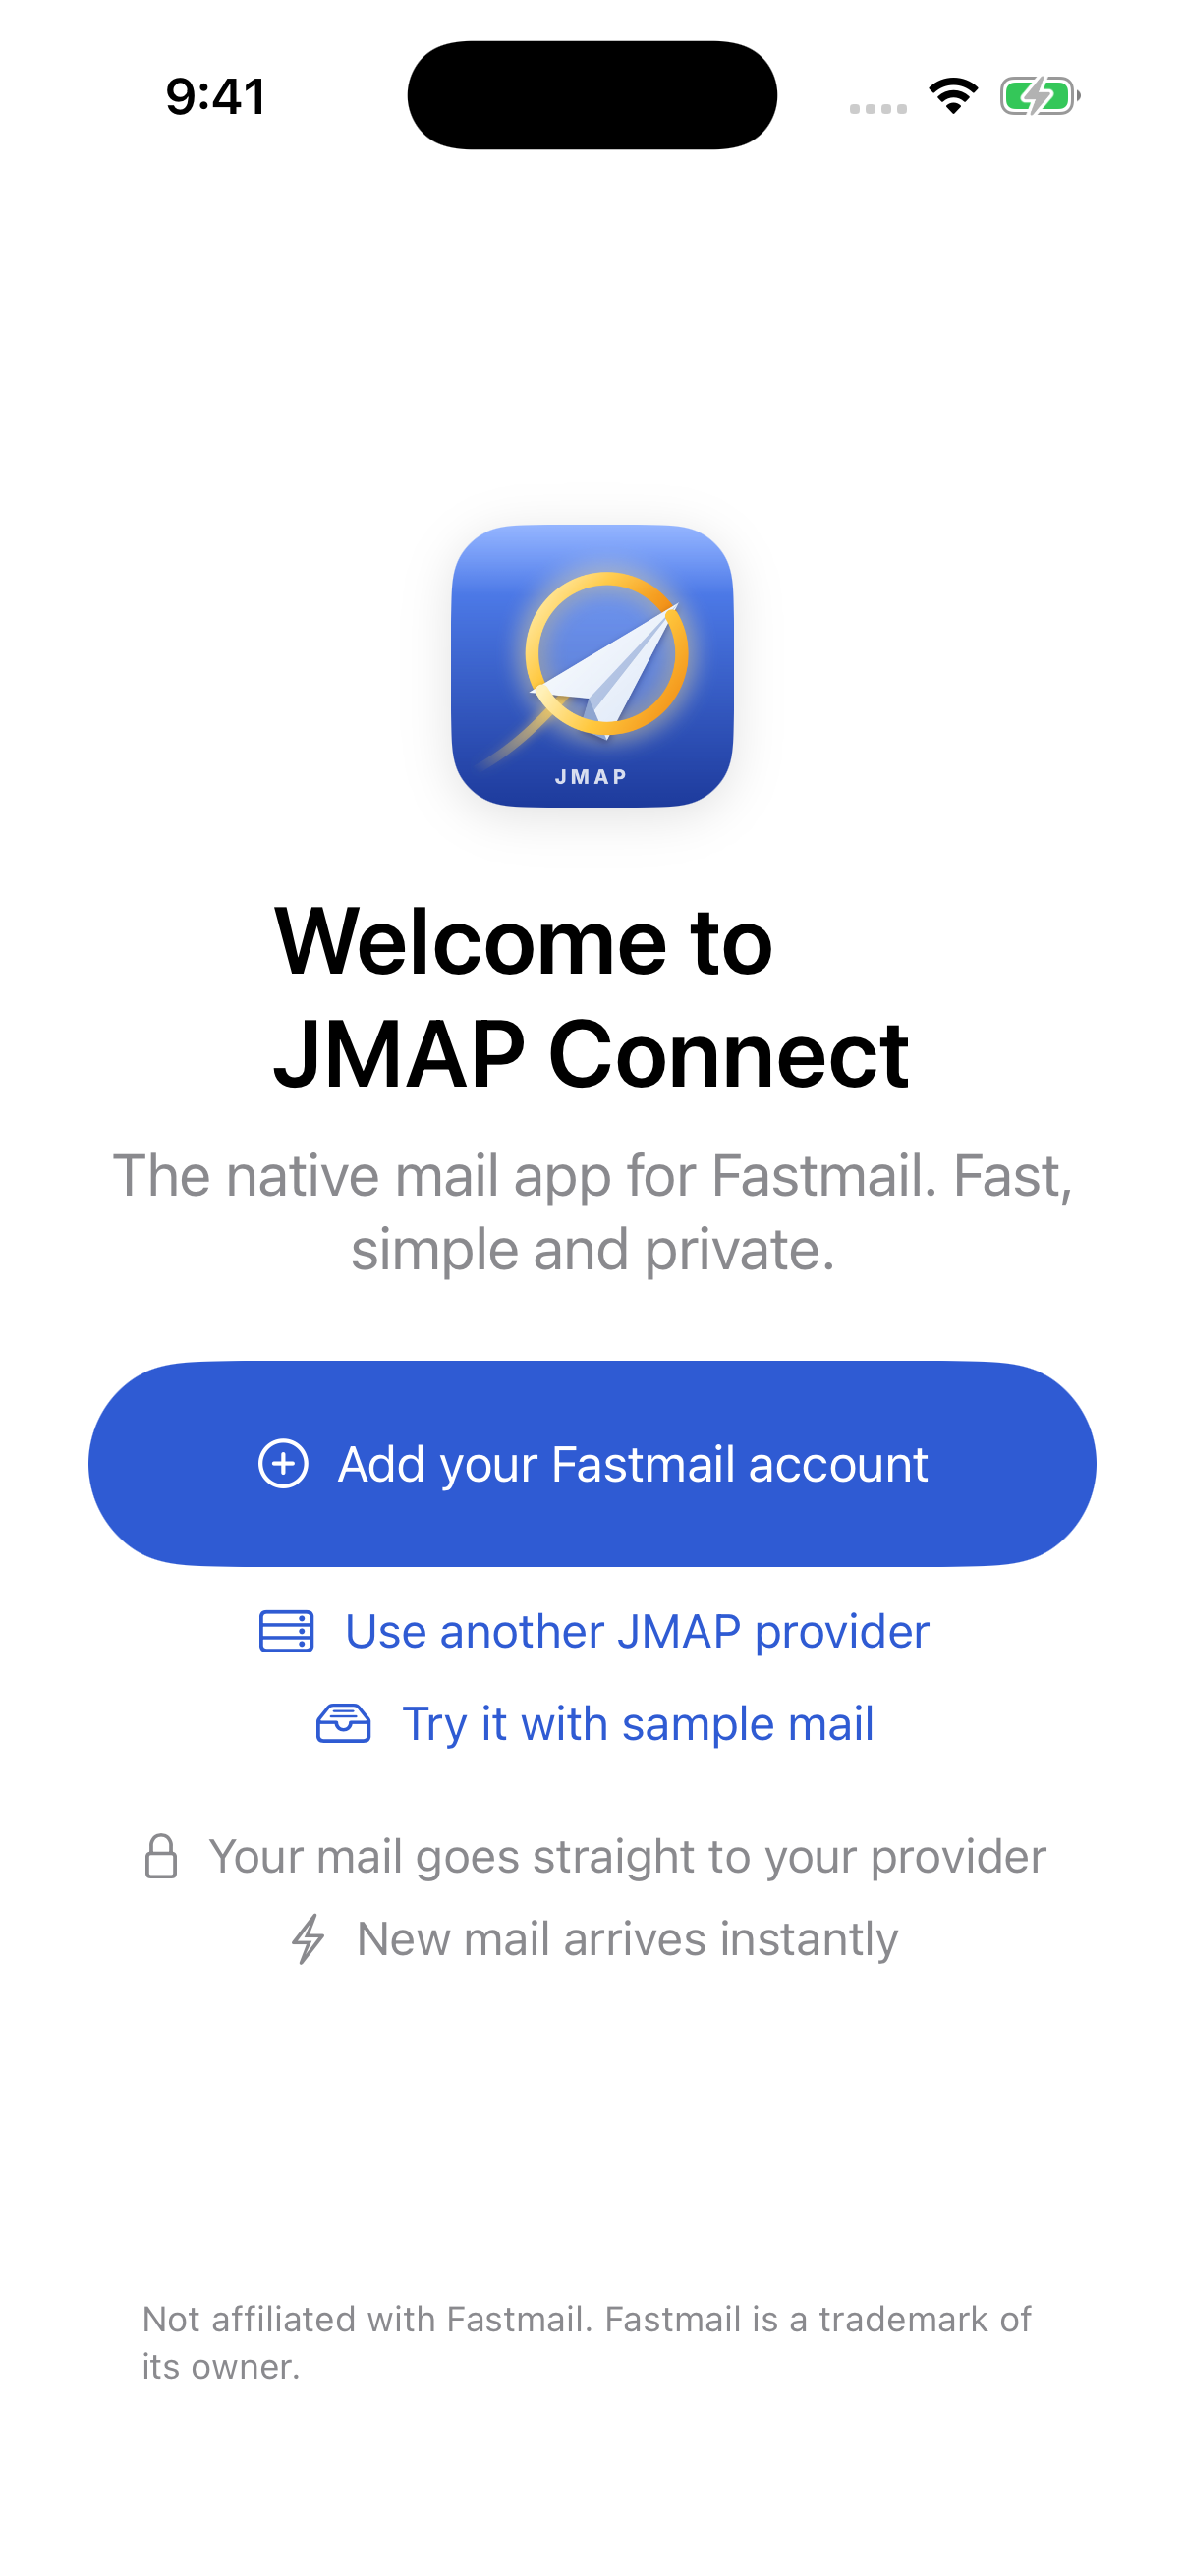 9:41
JMAP
Welcome to
JMAP Connect
The native mail app for Fastmail. Fast,
simple and private.
Add your Fastmail account
Use another JMAP provider
Try it with sample mail
Your mail goes straight to your provider
New mail arrives instantly
Not affiliated with Fastmail. Fastmail is a trademark of
its owner.